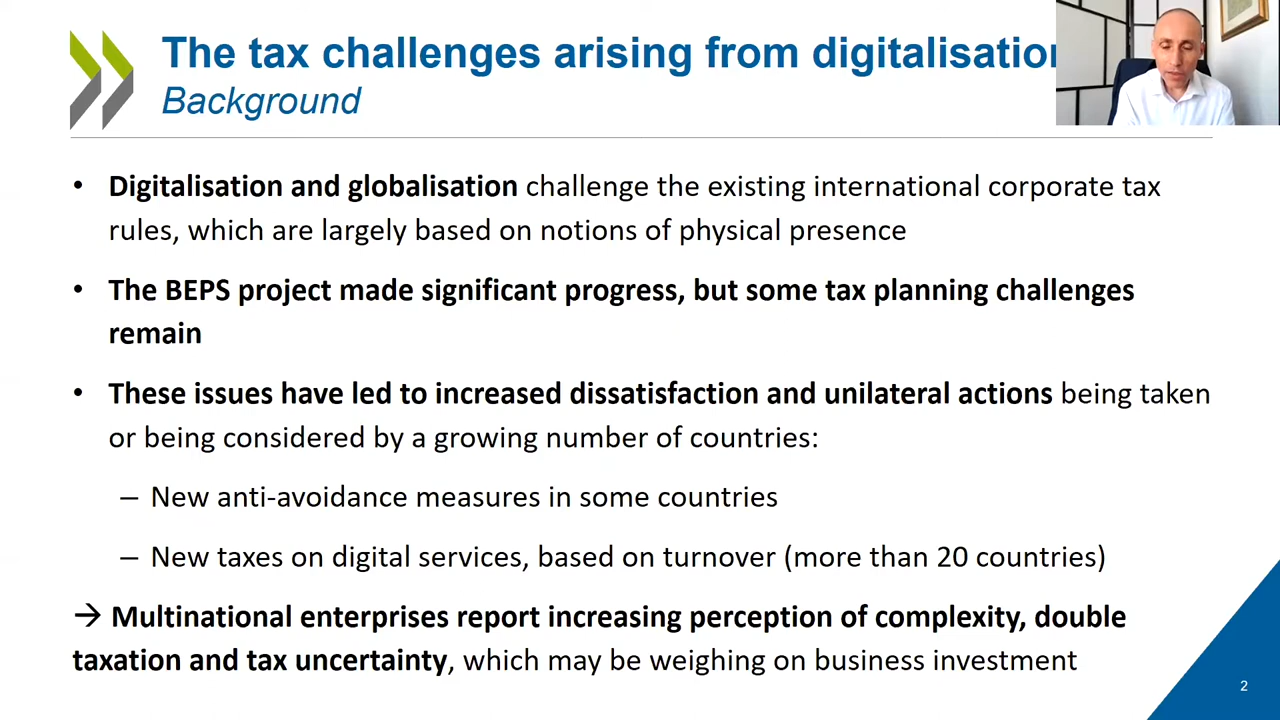 The tax challenges arising from digitalisation
Background
• Digitalisation and globalisation challenge the existing international corporate tax
rules, which are largely based on notions of physical presence
• The BEPS project made significant progress, but some tax planning challenges
remain
• These issues have led to increased dissatisfaction and unilateral actions being taken
or being considered by a growing number of countries:
– New anti-avoidance measures in some countries
– New taxes on digital services, based on turnover (more than 20 countries)
→ Multinational enterprises report increasing perception of complexity, double
taxation and tax uncertainty, which may be weighing on business investment
2